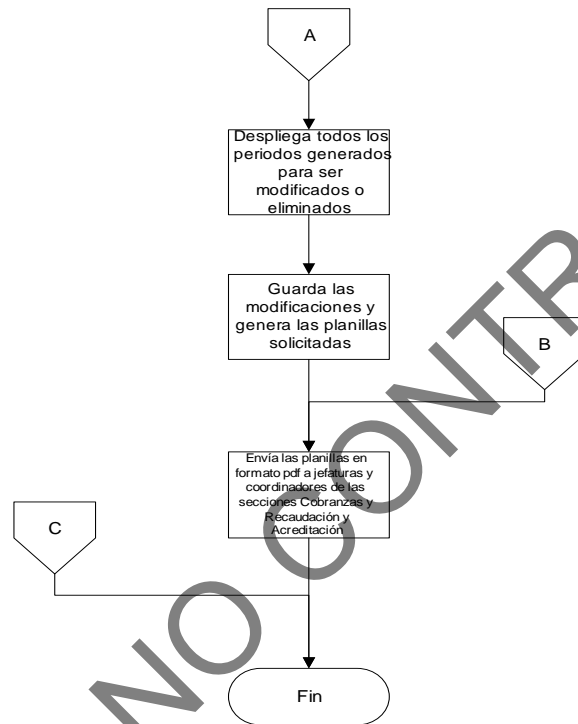 A
Despliega todos los
periodos generados
para ser
modificados o
eliminados
Guarda las
modificaciones y
genera las planillas
solicitadas
B
Envía las planillas en
formato pdf a jefaturas y
coordinadores de las
secciones Cobranzas y
Recaudación y
Acreditación
C
Fin
NO CONTR